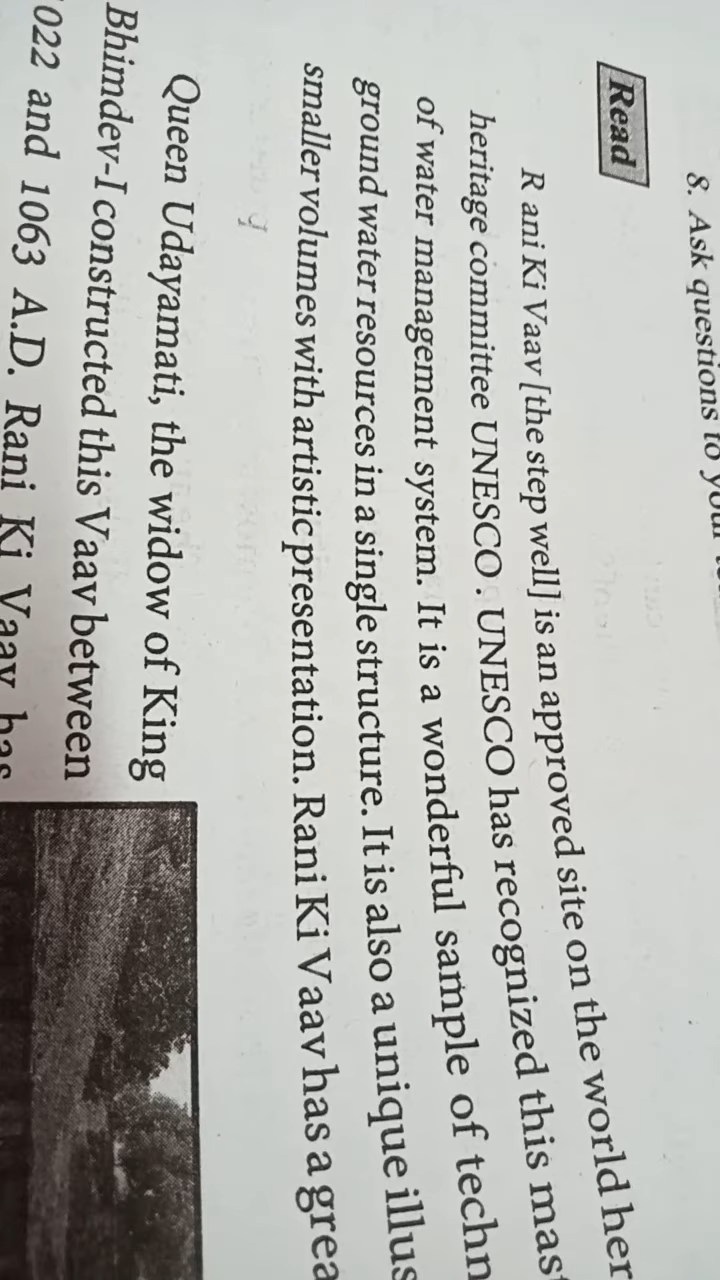 8. Ask questions to your
Read
R ani Ki Vaav [the step well] is an approved site on the world her
heritage committee UNESCO . UNESCO has recognized this mas
of water management system. It is a wonderful sample of techn
ground water resources in a single structure. It is also a unique illus
smaller volumes with artistic presentation. Rani Ki Vaav has a grea
Queen Udayamati, the widow of King
Bhimdev-I constructed this Vaav between
022 and 1063 A.D. Rani Ki Vaav has